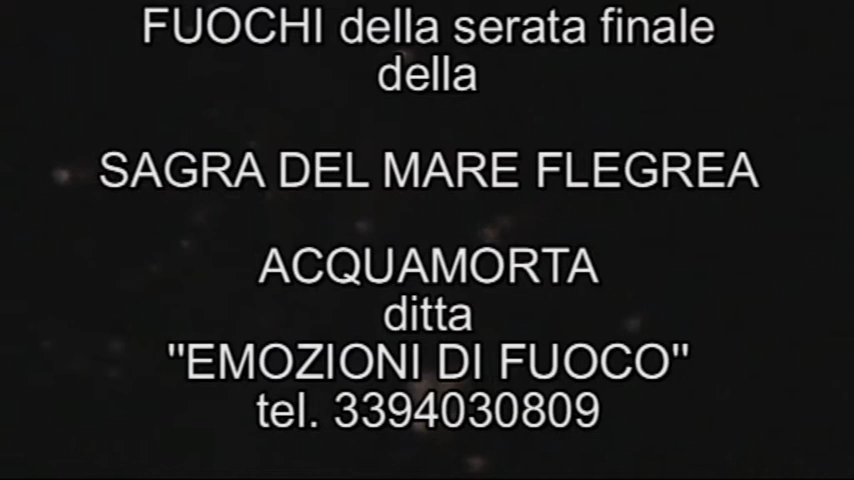 FUOCHI della serata finale
della
SAGRA DEL MARE FLEGREA
ACQUAMORTA
ditta
"EMOZIONI DI FUOCO"
tel. 3394030809